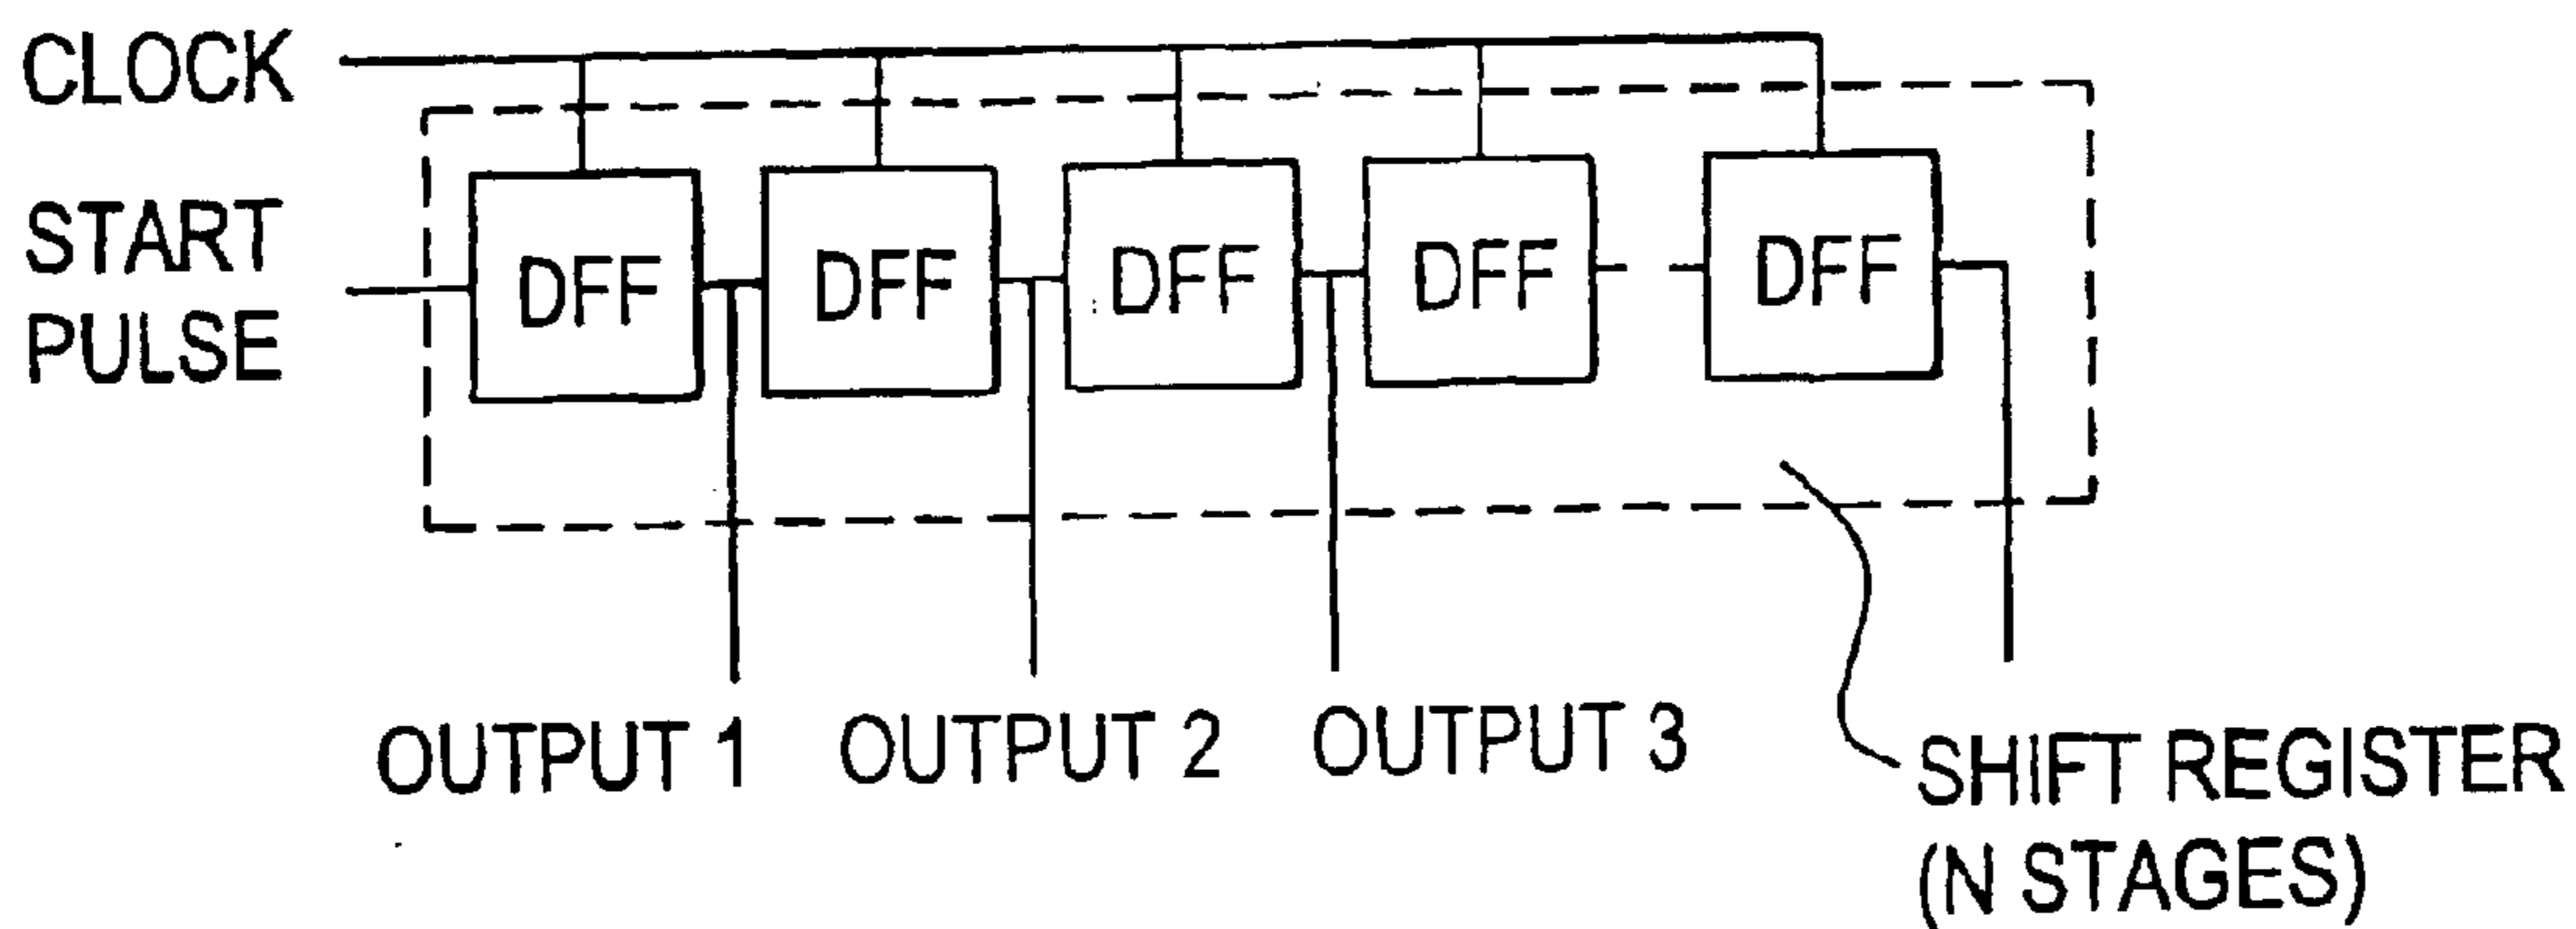 CLOCK
START
PULSE
DFF DFF DFF DFF DFF
OUTPUT 1 OUTPUT 2 OUTPUT 3
SHIFT REGISTER
(N STAGES)